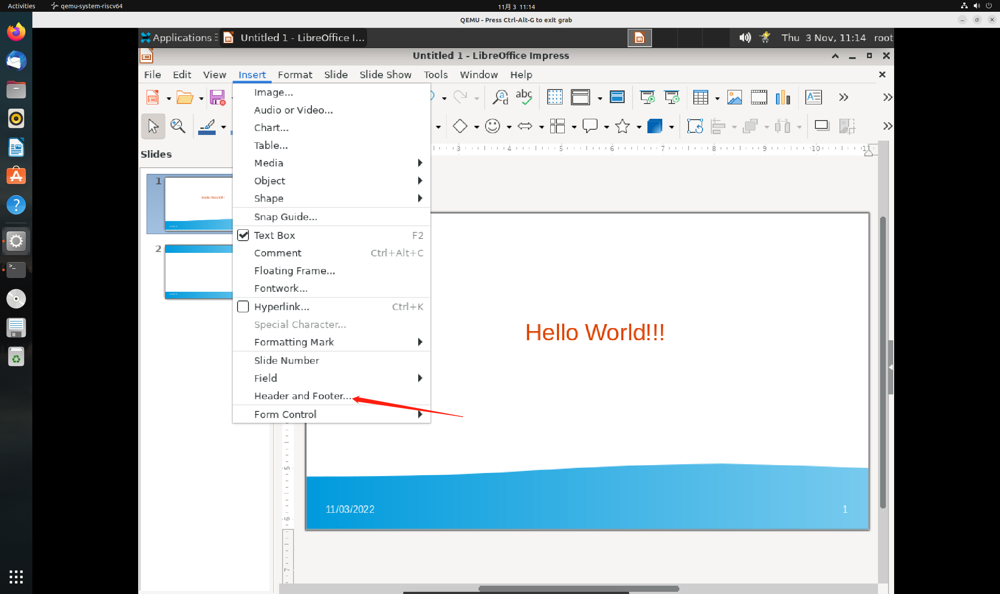 Activities qemu-system-riscv64 11月 3 11:14
QEMU - Press Ctrl-Alt-G to exit grab
Applications Untitled 1 - LibreOffice I... Thu 3 Nov, 11:14 root
Untitled 1 - LibreOffice Impress
File Edit View Insert Format Slide Slide Show Tools Window Help
Image...
Audio or Video...
Chart...
Table...
Media
Object
Shape
Snap Guide...
Text Box F2
Comment Ctrl+Alt+C
Floating Frame...
Fontwork...
Hyperlink... Ctrl+K
Special Character...
Formatting Mark
Slide Number
Field
Header and Footer...
Form Control
abc
3 4 5 6 7 8 9 10 11
Slides
1
Hello World!!!
2
Hello World!!!
5
6
7
11/03/2022 1